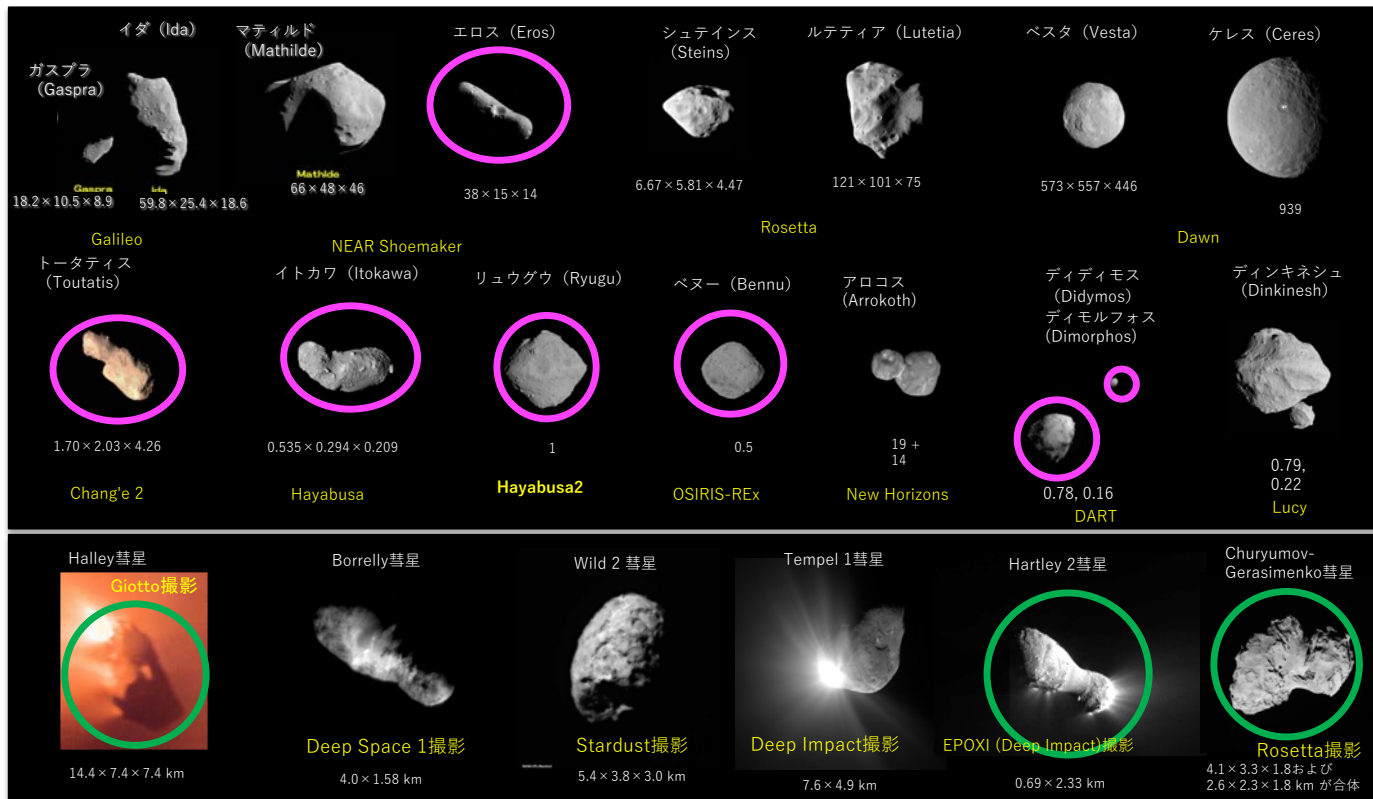 イダ（Ida）
マティルド
（Mathilde）
エロス（Eros）
シュテインス
（Steins）
ルテティア（Lutetia）
ベスタ（Vesta）
ケレス（Ceres）
ガスプラ
（Gaspra）
Gaspra
Ida
Mathilde
18.2×10.5×8.9
59.8×25.4×18.6
66×48×46
38×15×14
6.67×5.81×4.47
121×101×75
573×557×446
939
Galileo
NEAR Shoemaker
Rosetta
Dawn
トータティス
（Toutatis）
イトカワ（Itokawa）
リュウグウ（Ryugu）
ベヌー（Bennu）
アロコス
（Arrokoth）
ディディモス
（Didymos）
ディモルフォス
（Dimorphos）
ディンキネシュ
（Dinkinesh）
1.70×2.03×4.26
0.535×0.294×0.209
1
0.5
19 +
14
0.78, 0.16
0.79,
0.22
Chang'e 2
Hayabusa
Hayabusa2
OSIRIS-REx
New Horizons
DART
Lucy
Halley彗星
Giotto撮影
14.4×7.4×7.4 km
Borrelly彗星
Deep Space 1撮影
4.0×1.58 km
Wild 2 彗星
Stardust撮影
5.4×3.8×3.0 km
Tempel 1彗星
Deep Impact撮影
7.6×4.9 km
Hartley 2彗星
EPOXI (Deep Impact)撮影
0.69×2.33 km
Churyumov-
Gerasimenko彗星
Rosetta撮影
4.1×3.3×1.8および
2.6×2.3×1.8 km が合体